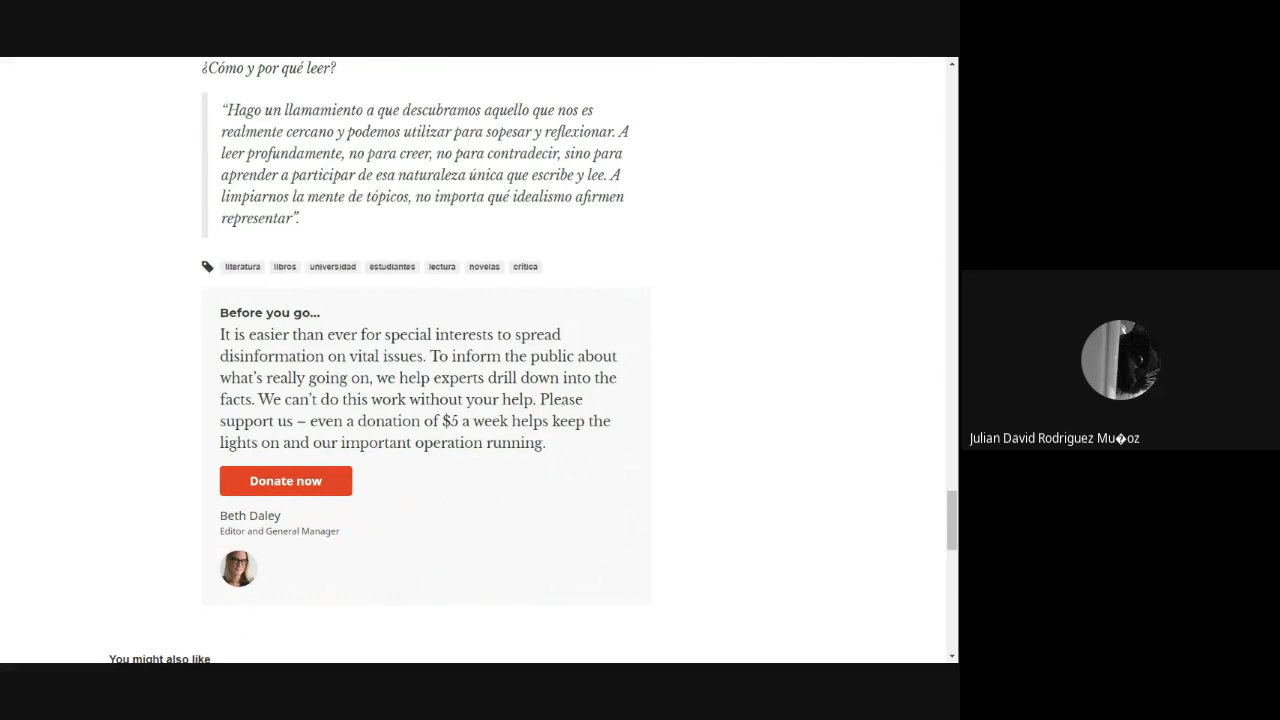 ¿Cómo y por qué leer?
“Hago un llamamiento a que descubramos aquello que nos es
realmente cercano y podemos utilizar para sopesar y reflexionar. A
leer profundamente, no para creer, no para contradecir, sino para
aprender a participar de esa naturaleza única que escribe y lee. A
limpiarnos la mente de tópicos, no importa qué idealismo afirmen
representar”.
literatura libros universidad estudiantes lectura novelas crítica
Before you go...
It is easier than ever for special interests to spread
disinformation on vital issues. To inform the public about
what’s really going on, we help experts drill down into the
facts. We can’t do this work without your help. Please
support us – even a donation of $5 a week helps keep the
lights on and our important operation running.
Donate now
Beth Daley
Editor and General Manager
You might also like
Julian David Rodriguez Mu�oz